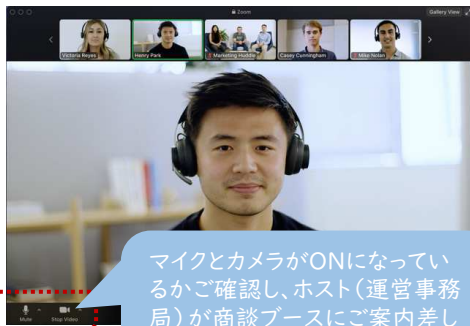 Zoom
Gallery View
Victoria Reyes
Henry Park
Marketing Huddle
Casey Cunningham
Mike Nolan
マイクとカメラがONになってい
るかご確認し、ホスト（運営事務
局）が商談ブースにご案内差し
Mute
Stop Video